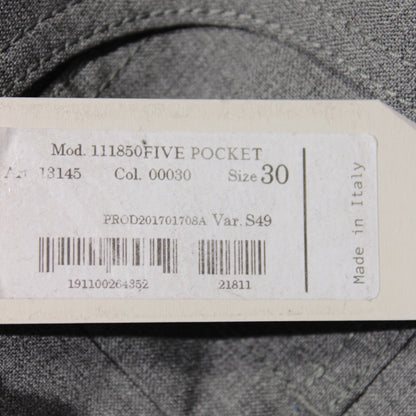 Mod. 111850FIVE POCKET
13145 Col. 00030 Size 30
PROD201701708A Var. S49
191100264352 21811
Made in Italy